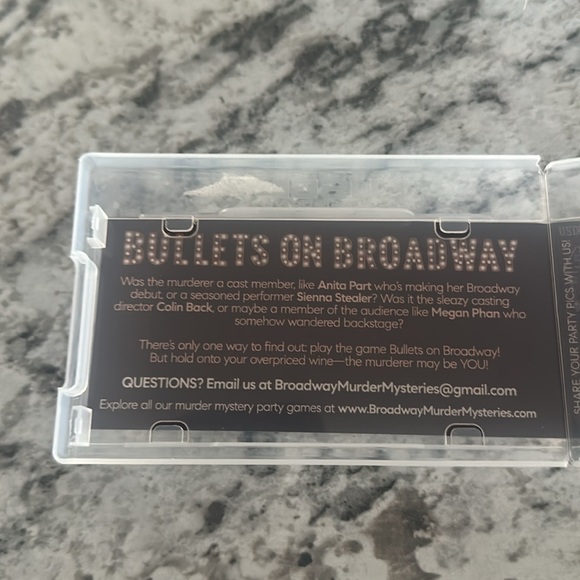 BULLETS ON BROADWAY
Was the murderer a cast member, like Anita Part who's making her Broadway
debut, or a seasoned performer Sienna Stealer? Was it the sleazy casting
director Colin Back, or maybe a member of the audience like Megan Phan who
somehow wandered backstage?
There's only one way to find out: play the game Bullets on Broadway!
But hold onto your overpriced wine—the murderer may be YOU!
QUESTIONS? Email us at BroadwayMurderMysteries@gmail.com
Explore all our murder mystery party games at www.BroadwayMurderMysteries.com
SHARE YOUR PARTY PICS WITH US!